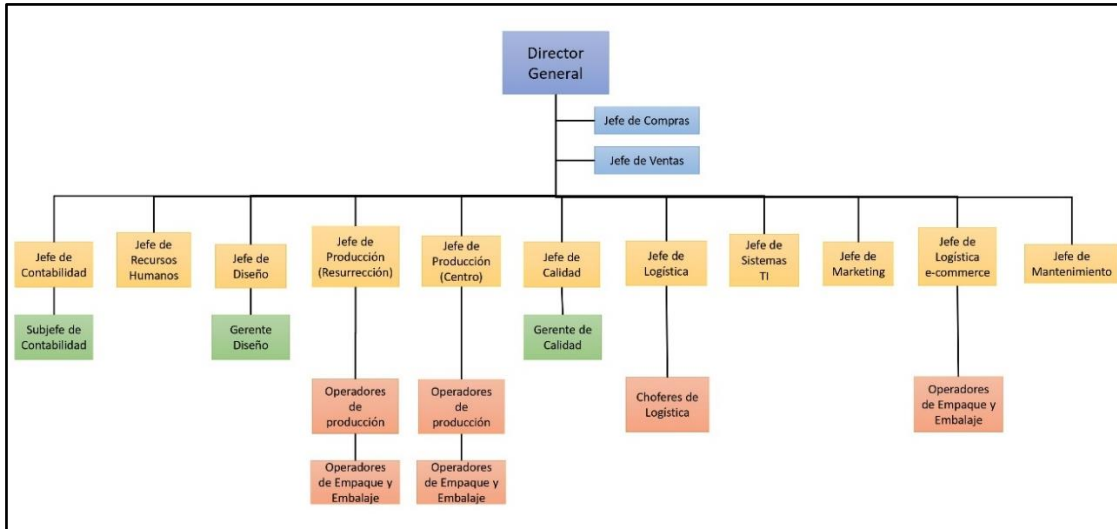 Director
General
Jefe de Compras
Jefe de Ventas
Jefe de
Contabilidad
Jefe de
Recursos
Humanos
Jefe de
Diseño
Jefe de
Producción
(Resurrección)
Jefe de
Producción
(Centro)
Jefe de
Calidad
Jefe de
Logística
Jefe de
Sistemas
TI
Jefe de
Marketing
Jefe de
Logística
e-commerce
Jefe de
Mantenimiento
Subjefe de
Contabilidad
Gerente
Diseño
Gerente de
Calidad
Operadores
de
producción
Operadores
de
producción
Choferes de
Logística
Operadores
de Empaque y
Embalaje
Operadores
de Empaque y
Embalaje
Operadores
de Empaque y
Embalaje